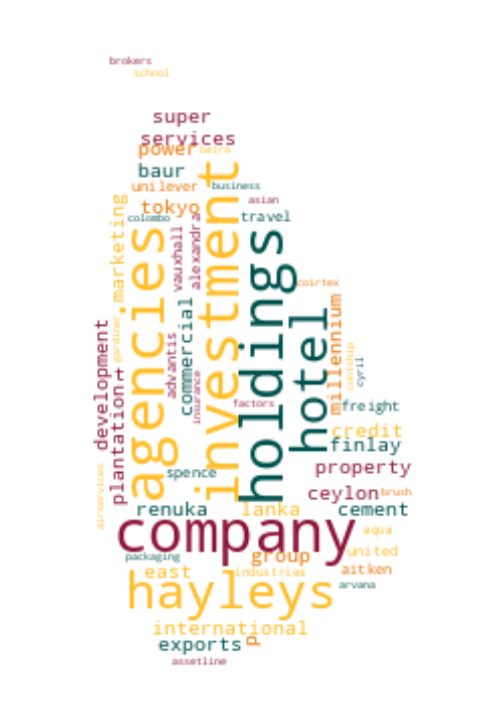 brokers
school
super
services
power
beira
baur
unilever
business
tokyo
asian
colombo
travel
marketing
vauxhall
alexandra
agencies
investment
holdings
hotel
coirtex
millennium
contship
cyril
commercial
advantis
insurance
gardiner
development
plantation
factors
freight
credit
finlay
spence
property
airservices
ceylon
brush
renuka
lanka
cement
company
aqua
packaging
group
united
east
industries
aitken
arvana
hayleys
international
exports
p
assetline